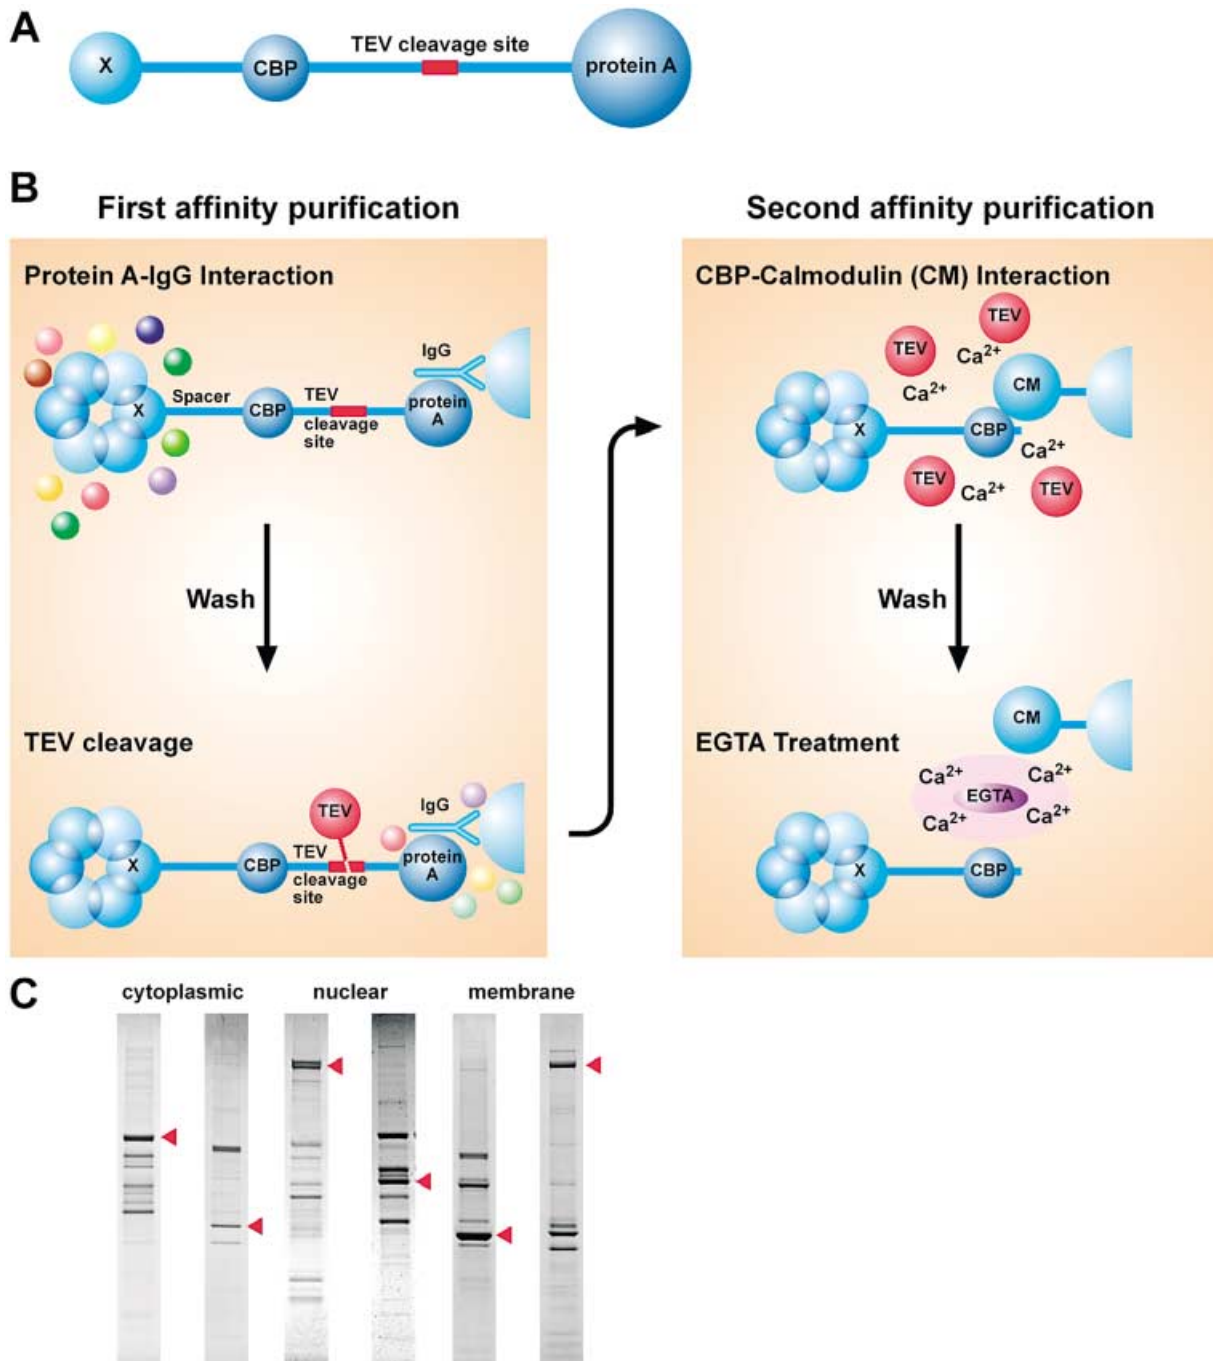 A
X
CBP
TEV cleavage site
protein A
B
First affinity purification
Protein A-IgG Interaction
X
Spacer
CBP
TEV
cleavage
site
IgG
protein
A
Wash
TEV cleavage
X
CBP
TEV
TEV
cleavage
site
IgG
protein
A
Second affinity purification
CBP-Calmodulin (CM) Interaction
TEV
TEV
Ca2+
Ca2+
CM
X
CBP
Ca2+
TEV
Ca2+
TEV
Wash
CM
EGTA Treatment
Ca2+
Ca2+
EGTA
Ca2+
Ca2+
X
CBP
C
cytoplasmic
nuclear
membrane